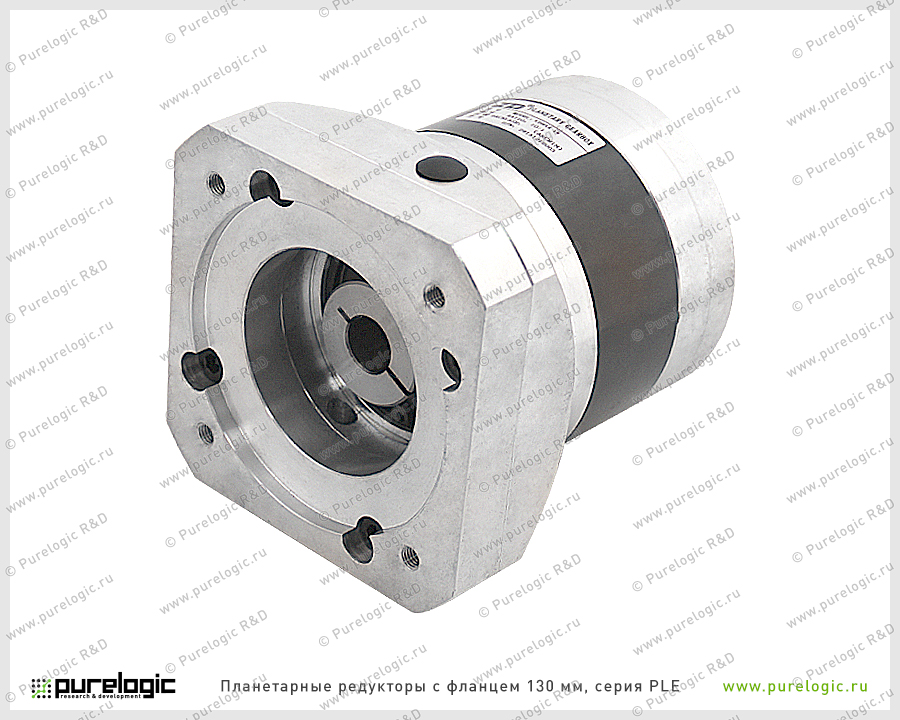 PLANETARY GEARBOX
purelogic
research & development
Планетарные редукторы с фланцем 130 мм, серия PLE
www.purelogic.ru
© Purelogic R&D
www.purelogic.ru